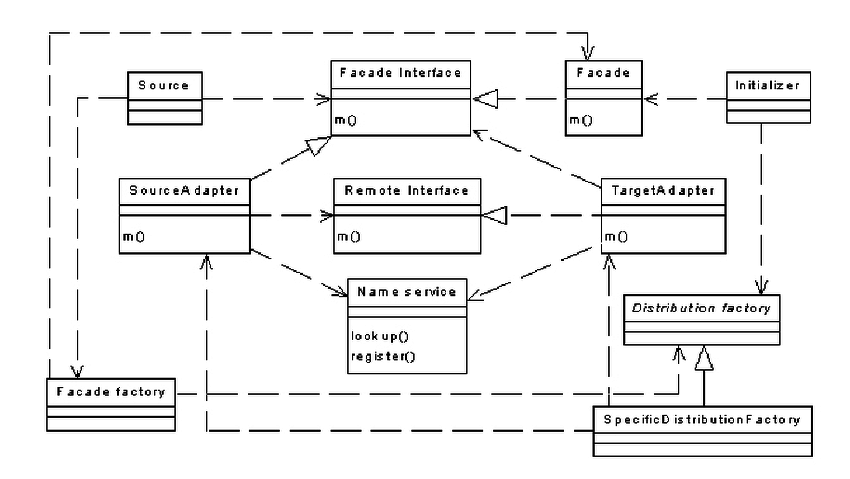 Source
Facade Interface
m()
Facade
m()
Initializer
SourceAdapter
m()
Remote Interface
m()
TargetAdapter
m()
Name service
lookup()
register()
Distribution factory
Facade factory
SpecificDistributionFactory